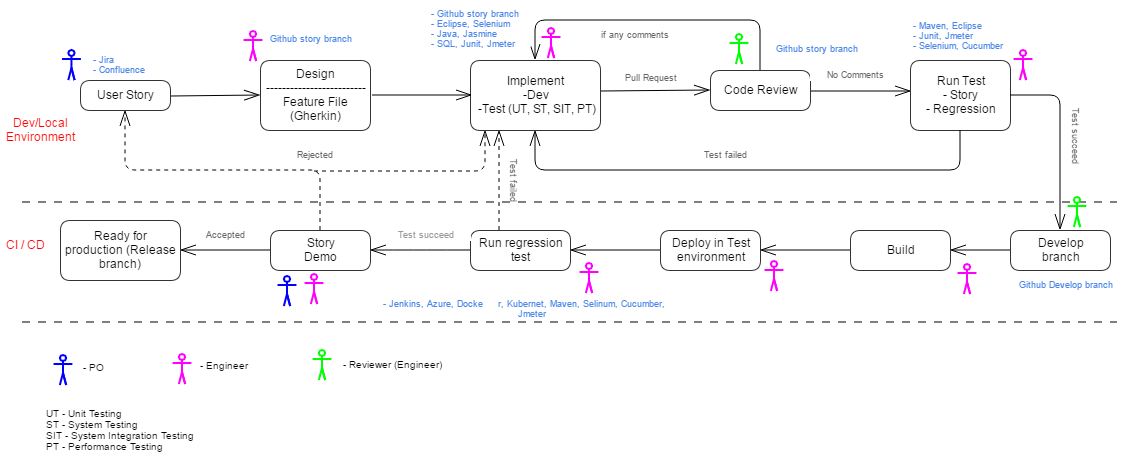 - Jira
- Confluence
User Story
Github story branch
Design
Feature File
(Gherkin)
- Github story branch
- Eclipse, Selenium
- Java, Jasmine
- SQL, Junit, Jmeter
Implement
-Dev
-Test (UT, ST, SIT, PT)
if any comments
Pull Request
Github story branch
Code Review
No Comments
- Maven, Eclipse
- Junit, Jmeter
- Selenium, Cucumber
Run Test
- Story
- Regression
Dev/Local
Environment
Rejected
Test failed
Test failed
Test succeed
CI / CD
Ready for
production (Release
branch)
Accepted
Story
Demo
Test succeed
Run regression
test
Deploy in Test
environment
Build
Develop
branch
Github Develop branch
- Jenkins, Azure, Docke r, Kubernet, Maven, Selinum, Cucumber,
Jmeter
- PO
- Engineer
- Reviewer (Engineer)
UT - Unit Testing
ST - System Testing
SIT - System Integration Testing
PT - Performance Testing